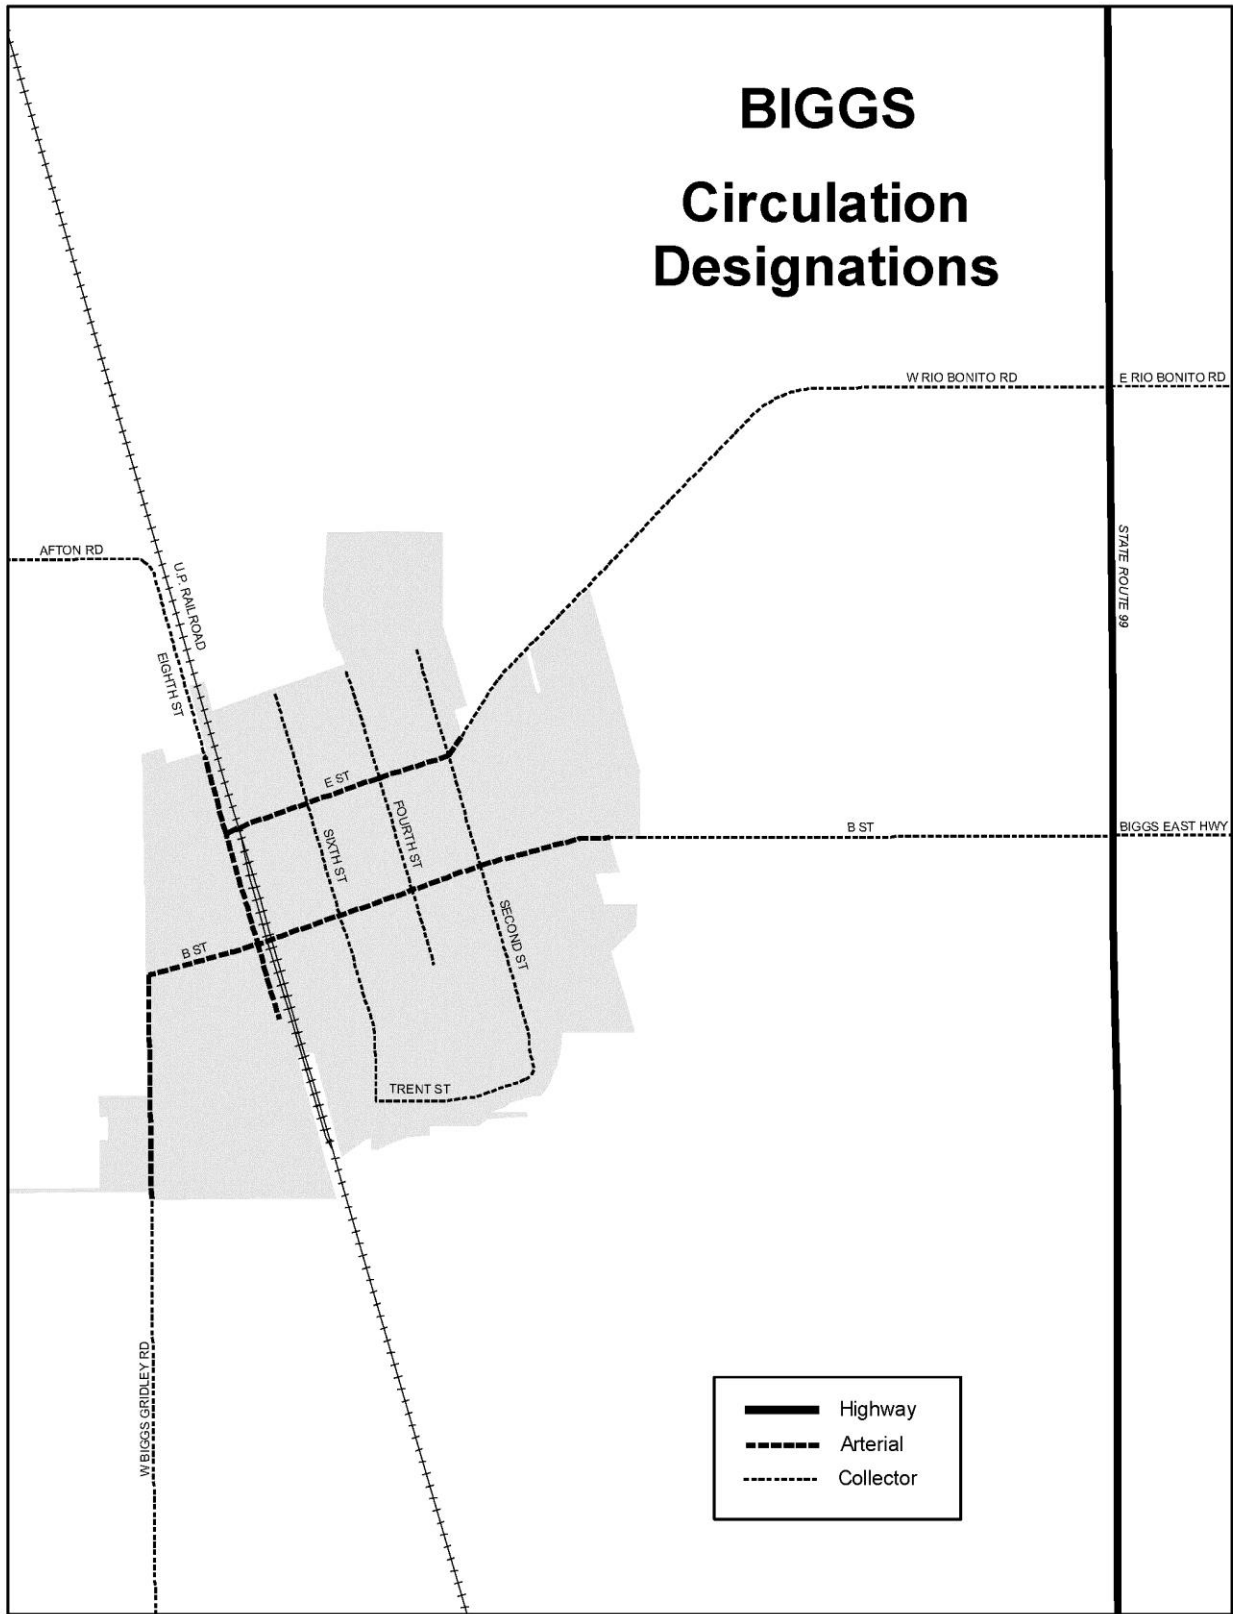 BIGGS
Circulation
Designations
W RIO BONITO RD
E RIO BONITO RD
STATE ROUTE 99
AFTON RD
U.P. RAILROAD
EIGHTH ST
E ST
FOURTH ST
SIXTH ST
B ST
BIGGS EAST HWY
SECOND ST
B ST
TRENT ST
W BIGGS GRIDLEY RD
Highway
Arterial
Collector